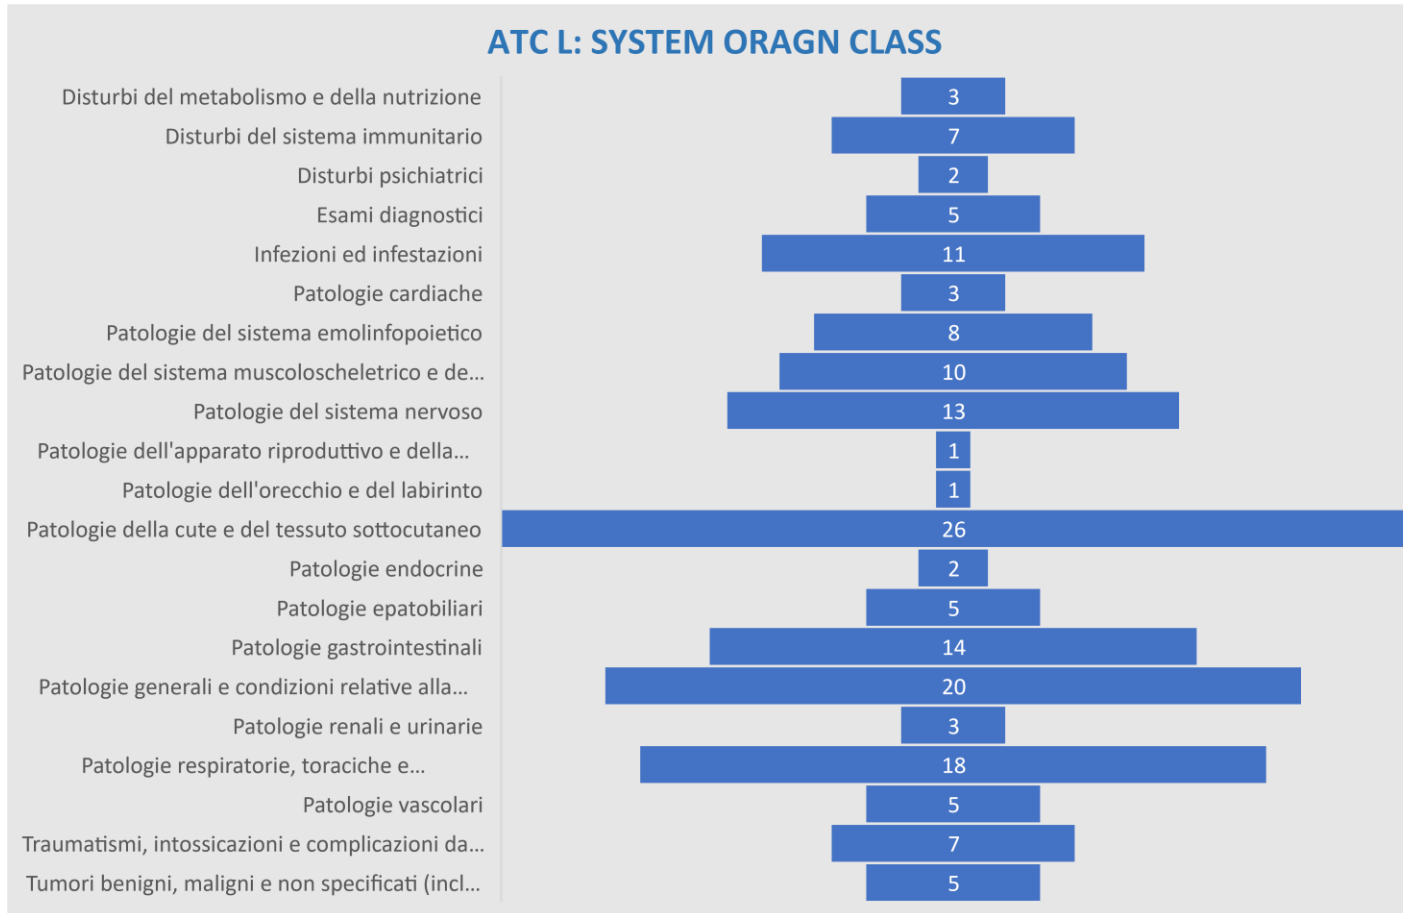 ATC L: SYSTEM ORAGN CLASS
Disturbi del metabolismo e della nutrizione 3
Disturbi del sistema immunitario 7
Disturbi psichiatrici 2
Esami diagnostici 5
Infezioni ed infestazioni 11
Patologie cardiache 3
Patologie del sistema emolinfopoietico 8
Patologie del sistema muscoloscheletrico e de... 10
Patologie del sistema nervoso 13
Patologie dell'apparato riproduttivo e della... 1
Patologie dell'orecchio e del labirinto 1
Patologie della cute e del tessuto sottocutaneo 26
Patologie endocrine 2
Patologie epatobiliari 5
Patologie gastrointestinali 14
Patologie generali e condizioni relative alla... 20
Patologie renali e urinarie 3
Patologie respiratorie, toraciche e... 18
Patologie vascolari 5
Traumatismi, intossicazioni e complicazioni da... 7
Tumori benigni, maligni e non specificati (incl... 5